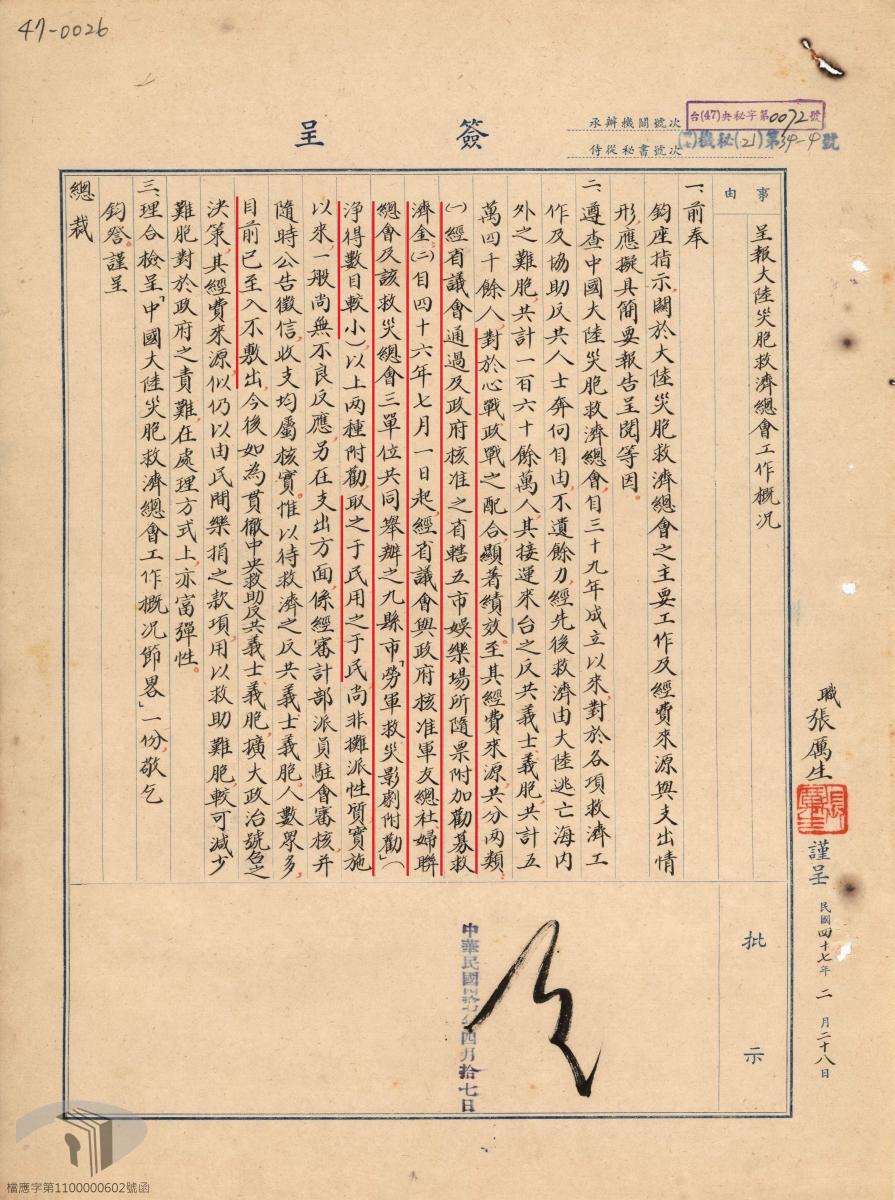 47-0026
簽呈
承辦機關號次
台(47)央秘字第0072號
侍從秘書號次
機秘(21)第34-4號
事由
呈報大陸災胞救濟總會工作概況
一、前奉
鈞座指示,關於大陸災胞救濟總會之主要工作及經費來源與支出情
形,應擬具簡要報告呈閱等因。
二、遵查中國大陸災胞救濟總會,自三十九年成立以來,對於各項救濟工
作及協助反共人士奔向自由,不遺餘力,經先後救濟由大陸逃亡海內
外之難胞,共計一百六十餘萬人,其接運來台之反共義士、義胞,共計五
萬四千餘人,對於心戰政戰之配合,顯著績效。至其經費來源,共分兩類:
㈠經省議會通過及政府核准之省轄五市娛樂場所隨票附加勸募救
濟金,㈡自四十六年七月一日起,經省議會與政府核准軍友總社、婦聯
總會及該救災總會三單位共同舉辦之九縣市「勞軍救災影劇附勸」(
淨得數目較小)以上兩種附勸,取之于民用之于民,尚非攤派性質,實施
以來,一般尚無不良反應,另在支出方面,係經審計部派員駐會審核,并
隨時公告徵信,收支均屬核實。惟以待救濟之反共義士、義胞,人數眾多,
目前已至入不敷出,今後如為貫徹中央救助反共義士義胞,擴大政治號召之
決策,其經費來源,似仍以由民間樂捐之款項,用以救助難胞,較可減少
難胞對於政府之責難,在處理方式上,亦富彈性。
三、理合檢呈「中國大陸災胞救濟總會工作概況節畧」一份,敬乞
鈞詧。謹呈
總裁
職張厲生
謹呈
民國四十七年二月二十八日
批示
中華民國四拾七年四月拾七日
檔應字第1100000602號函